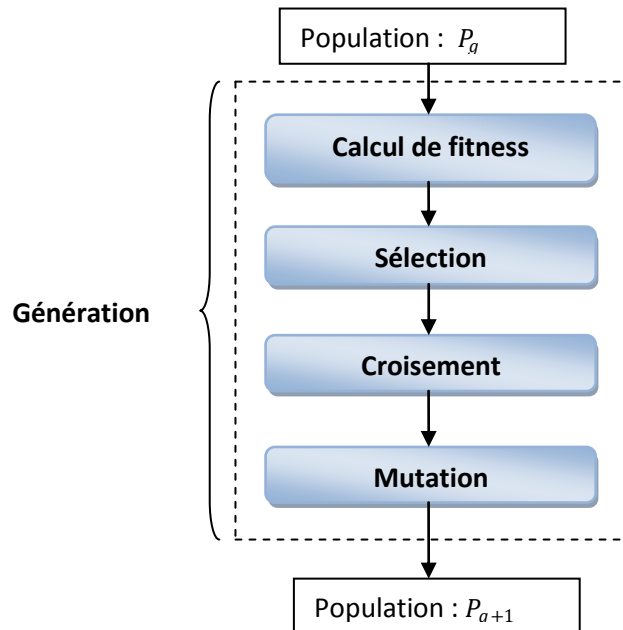 Population : P_g
Calcul de fitness
Sélection
Génération
Croisement
Mutation
Population : P_{g+1}